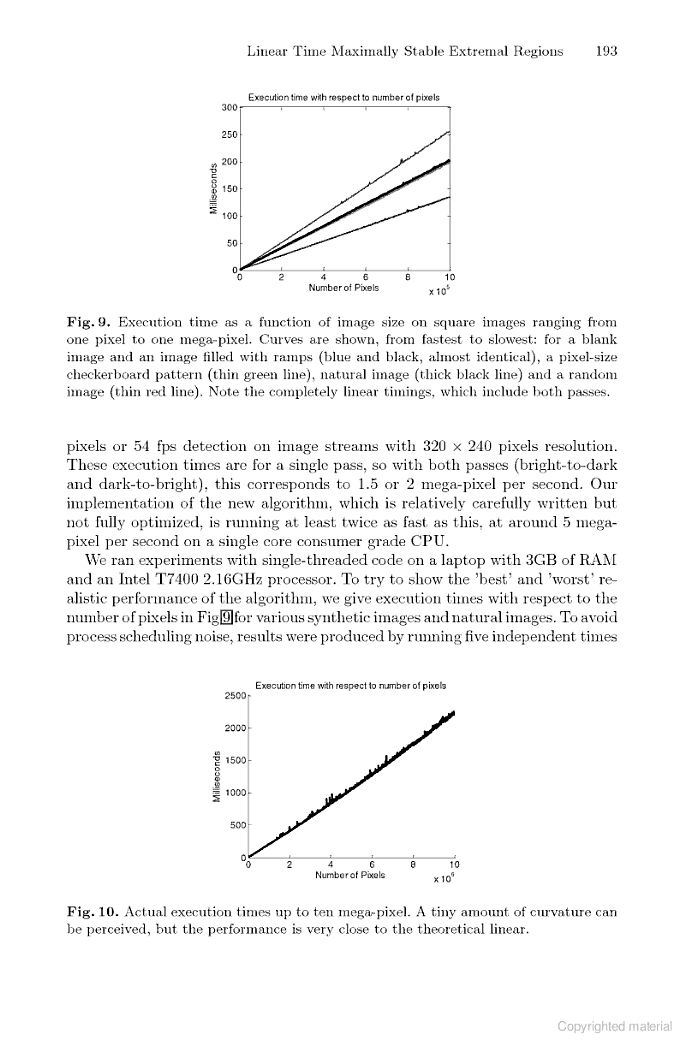 Linear Time Maximally Stable Extremal Regions 193
Execution time with respect to number of pixels
300
250
200
150
100
50
0
Milliseconds
0 2 4 6 8 10
Number of Pixels
x 10⁵
Fig. 9. Execution time as a function of image size on square images ranging from
one pixel to one mega-pixel. Curves are shown, from fastest to slowest: for a blank
image and an image filled with ramps (blue and black, almost identical), a pixel-size
checkerboard pattern (thin green line), natural image (thick black line) and a random
image (thin red line). Note the completely linear timings, which include both passes.
pixels or 54 fps detection on image streams with 320 × 240 pixels resolution.
These execution times are for a single pass, so with both passes (bright-to-dark
and dark-to-bright), this corresponds to 1.5 or 2 mega-pixel per second. Our
implementation of the new algorithm, which is relatively carefully written but
not fully optimized, is running at least twice as fast as this, at around 5 mega-
pixel per second on a single core consumer grade CPU.
We ran experiments with single-threaded code on a laptop with 3GB of RAM
and an Intel T7400 2.16GHz processor. To try to show the 'best' and 'worst' re-
alistic performance of the algorithm, we give execution times with respect to the
number of pixels in Fig 9 for various synthetic images and natural images. To avoid
process scheduling noise, results were produced by running five independent times
Execution time with respect to number of pixels
2500
2000
1500
1000
500
0
Milliseconds
0 2 4 6 8 10
Number of Pixels
x 10⁶
Fig. 10. Actual execution times up to ten mega-pixel. A tiny amount of curvature can
be perceived, but the performance is very close to the theoretical linear.
Copyrighted material